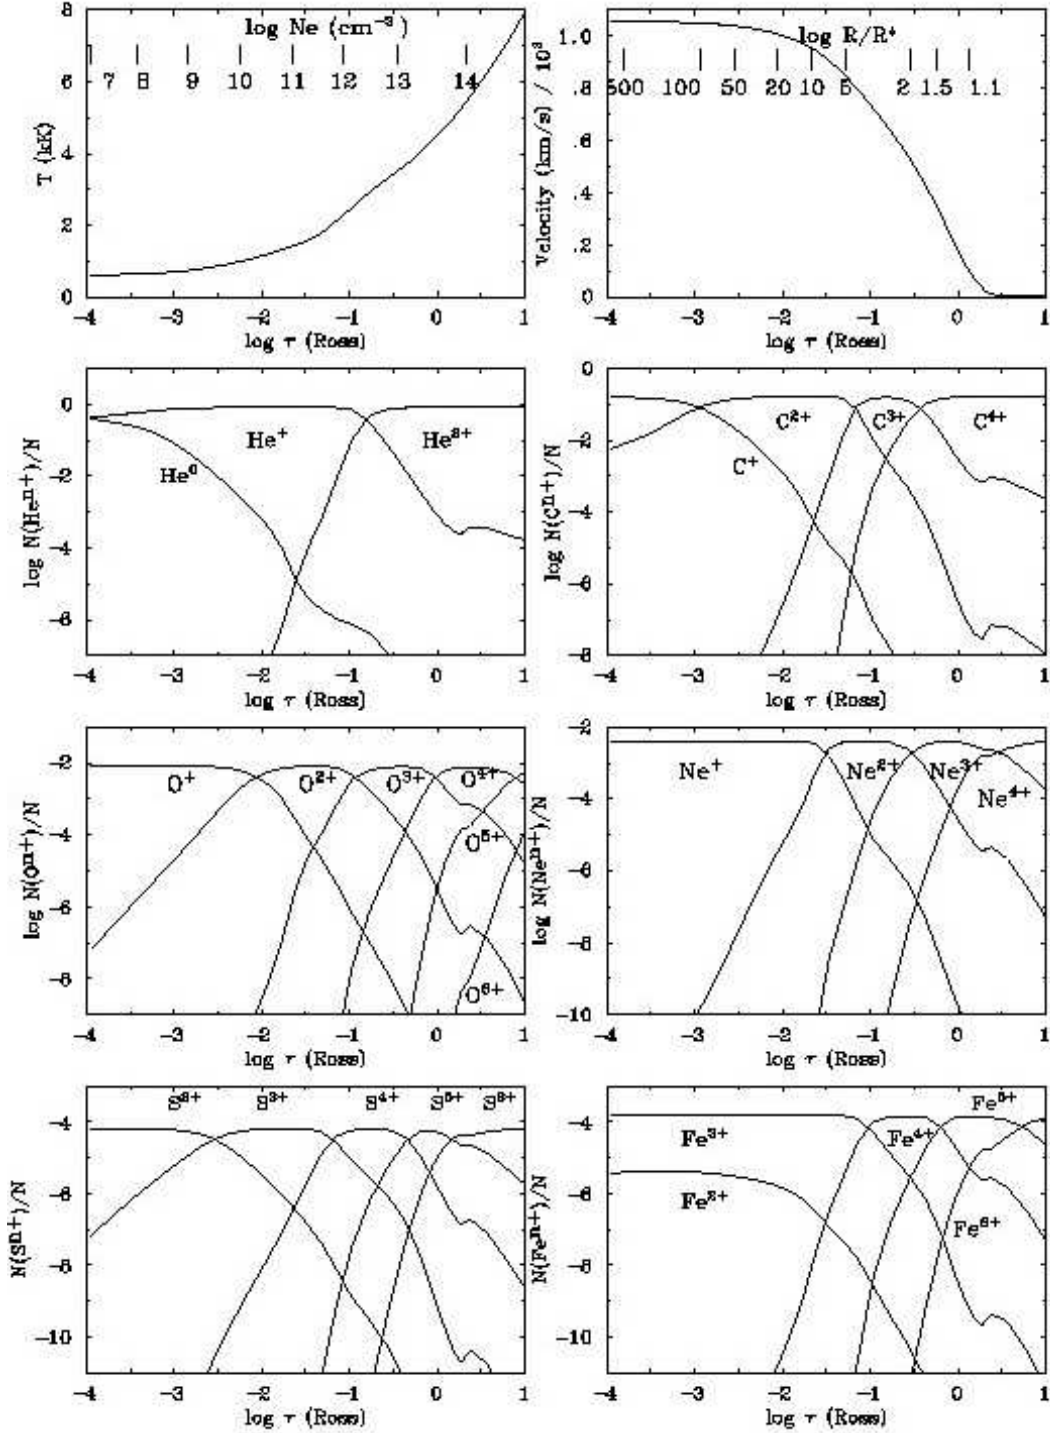 log Ne (cm⁻³)
7 8 9 10 11 12 13 14
T (kK)
8
6
4
2
0
-4 -3 -2 -1 0 1
log τ (Ross)
log R/R*
500 100 50 20 10 5 2 1.5 1.1
Velocity (km/s) / 10³
1.0
.8
.6
.4
.2
0
-4 -3 -2 -1 0 1
log τ (Ross)
log N(Heⁿ⁺)/N
0
-2
-4
-6
He⁰ He⁺ He²⁺
-4 -3 -2 -1 0 1
log τ (Ross)
log N(Cⁿ⁺)/N
0
-2
-4
-6
-8
C⁺ C²⁺ C³⁺ C⁴⁺
-4 -3 -2 -1 0 1
log τ (Ross)
log N(Oⁿ⁺)/N
-2
-4
-6
-8
O⁺ O²⁺ O³⁺ O⁴⁺
O⁵⁺
O⁶⁺
-4 -3 -2 -1 0 1
log τ (Ross)
log N(Neⁿ⁺)/N
-2
-4
-6
-8
-10
Ne⁺ Ne²⁺ Ne³⁺
Ne⁴⁺
-4 -3 -2 -1 0 1
log τ (Ross)
N(Sⁿ⁺)/N
-4
-6
-8
-10
S²⁺ S³⁺ S⁴⁺ S⁵⁺ S⁶⁺
-4 -3 -2 -1 0 1
log τ (Ross)
N(Feⁿ⁺)/N
-4
-6
-8
-10
Fe⁵⁺
Fe³⁺ Fe⁴⁺
Fe²⁺
Fe⁶⁺
-4 -3 -2 -1 0 1
log τ (Ross)